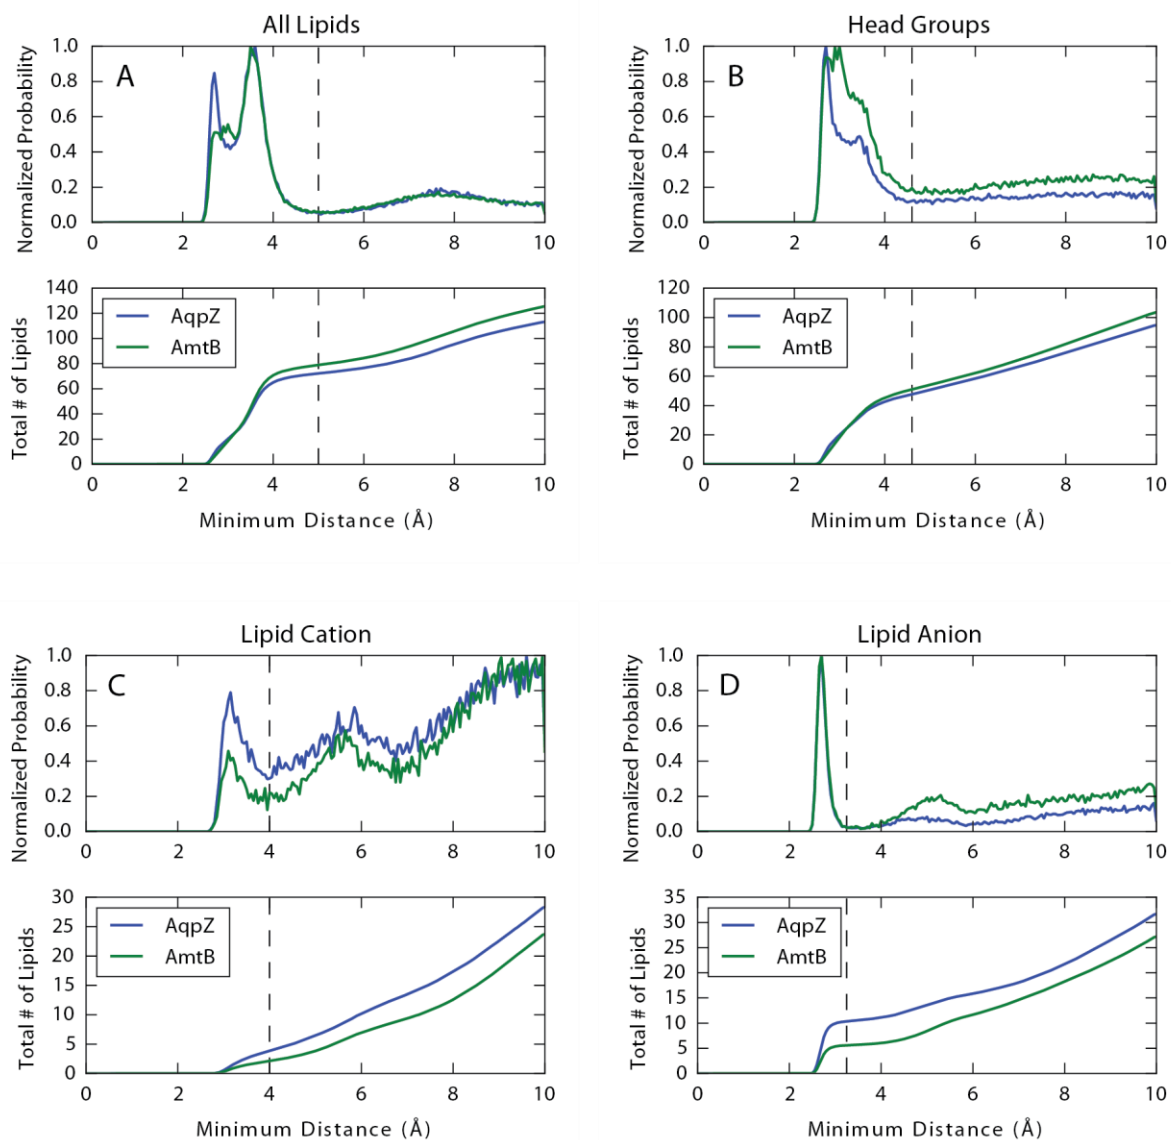 All Lipids
A
Normalized Probability
1.0
0.8
0.6
0.4
0.2
0.0
0 2 4 6 8 10
Total # of Lipids
140
120
100
80
60
40
20
0
AqpZ
AmtB
0 2 4 6 8 10
Minimum Distance (Å)
Head Groups
B
Normalized Probability
1.0
0.8
0.6
0.4
0.2
0.0
0 2 4 6 8 10
Total # of Lipids
120
100
80
60
40
20
0
AqpZ
AmtB
0 2 4 6 8 10
Minimum Distance (Å)
Lipid Cation
C
Normalized Probability
1.0
0.8
0.6
0.4
0.2
0.0
0 2 4 6 8 10
Total # of Lipids
30
25
20
15
10
5
0
AqpZ
AmtB
0 2 4 6 8 10
Minimum Distance (Å)
Lipid Anion
D
Normalized Probability
1.0
0.8
0.6
0.4
0.2
0.0
0 2 4 6 8 10
Total # of Lipids
35
30
25
20
15
10
5
0
AqpZ
AmtB
0 2 4 6 8 10
Minimum Distance (Å)